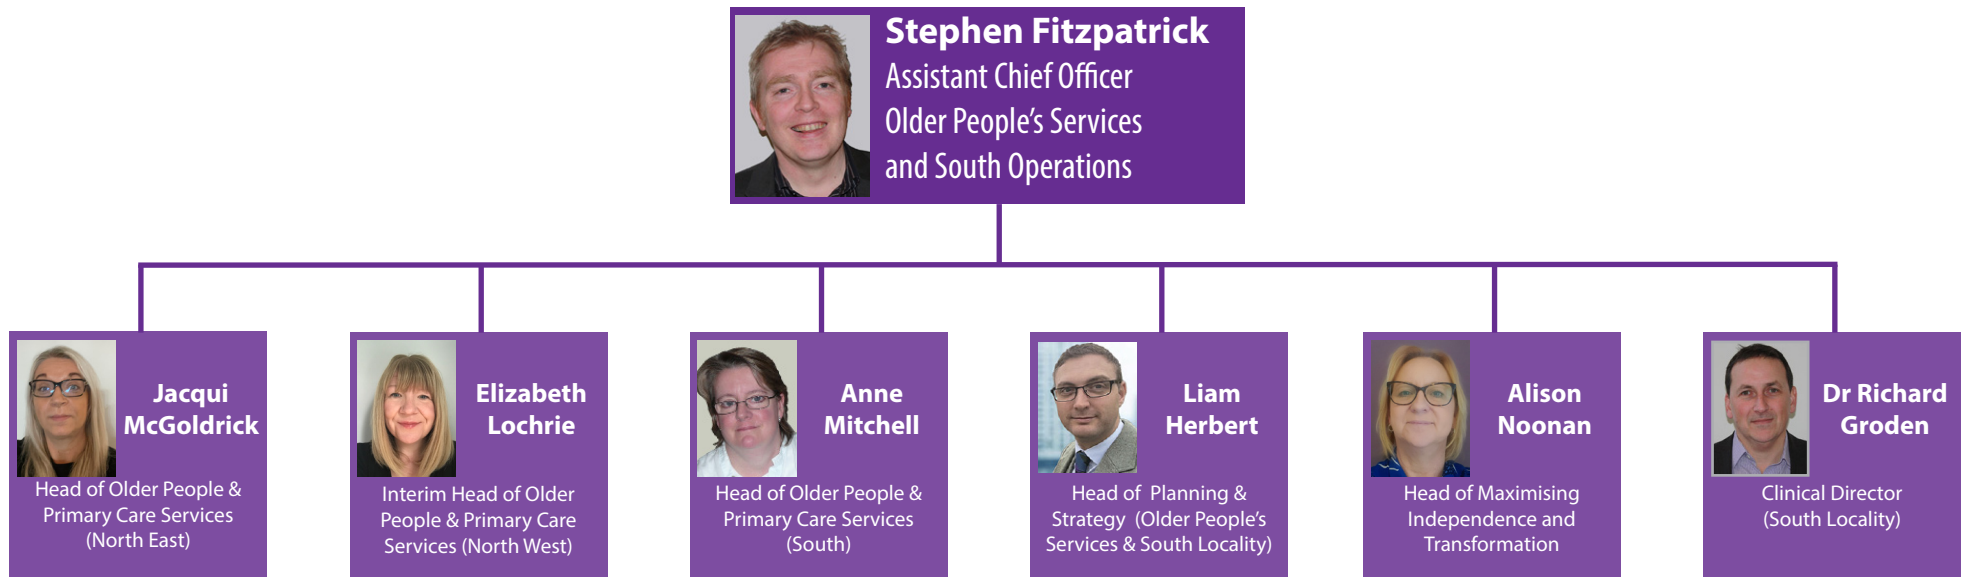 Stephen Fitzpatrick
Assistant Chief Officer
Older People’s Services
and South Operations
Jacqui
McGoldrick
Head of Older People &
Primary Care Services
(North East)
Elizabeth
Lochrie
Interim Head of Older
People & Primary Care
Services (North West)
Anne
Mitchell
Head of Older People &
Primary Care Services
(South)
Liam
Herbert
Head of Planning &
Strategy (Older People’s
Services & South Locality)
Alison
Noonan
Head of Maximising
Independence and
Transformation
Dr Richard
Groden
Clinical Director
(South Locality)